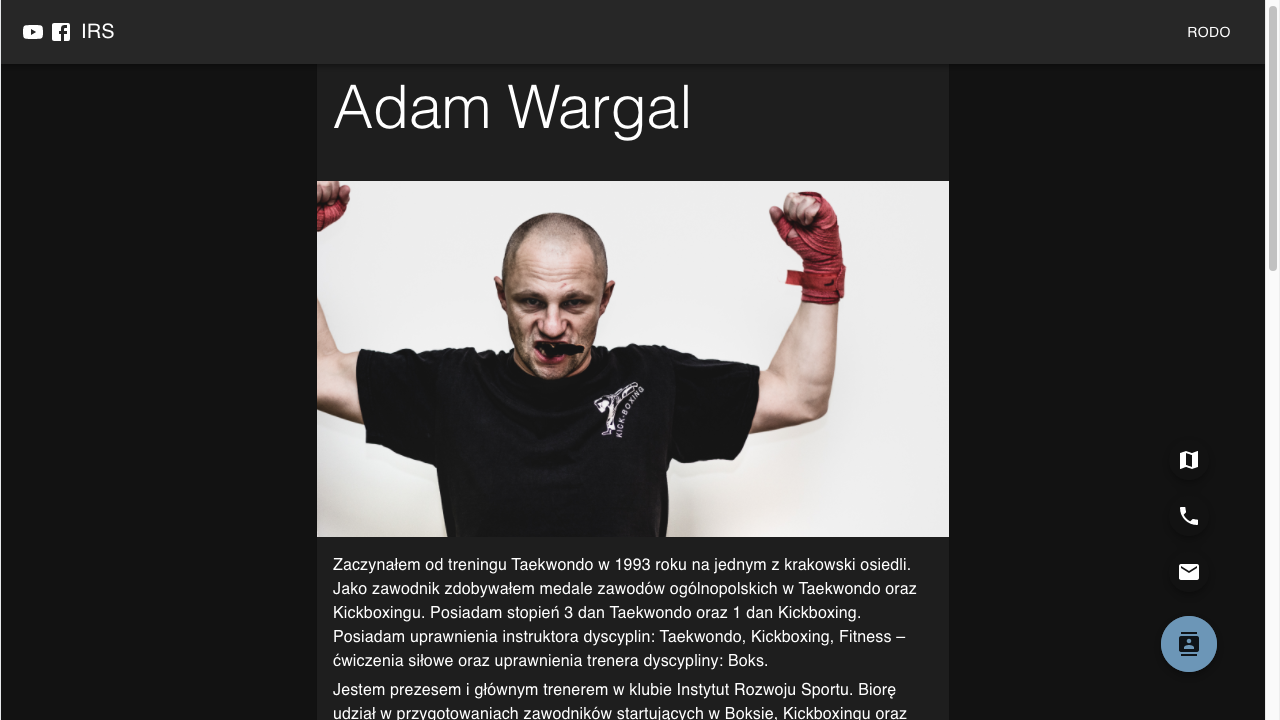 IRS
RODO
Adam Wargal
KICK-BOXING
Zaczynałem od treningu Taekwondo w 1993 roku na jednym z krakowski osiedli.
Jako zawodnik zdobywałem medale zawodów ogólnopolskich w Taekwondo oraz
Kickboxingu. Posiadam stopień 3 dan Taekwondo oraz 1 dan Kickboxing.
Posiadam uprawnienia instruktora dyscyplin: Taekwondo, Kickboxing, Fitness –
ćwiczenia siłowe oraz uprawnienia trenera dyscypliny: Boks.
Jestem prezesem i głównym trenerem w klubie Instytut Rozwoju Sportu. Biorę
udział w przygotowaniach zawodników startujących w Boksie, Kickboxingu oraz